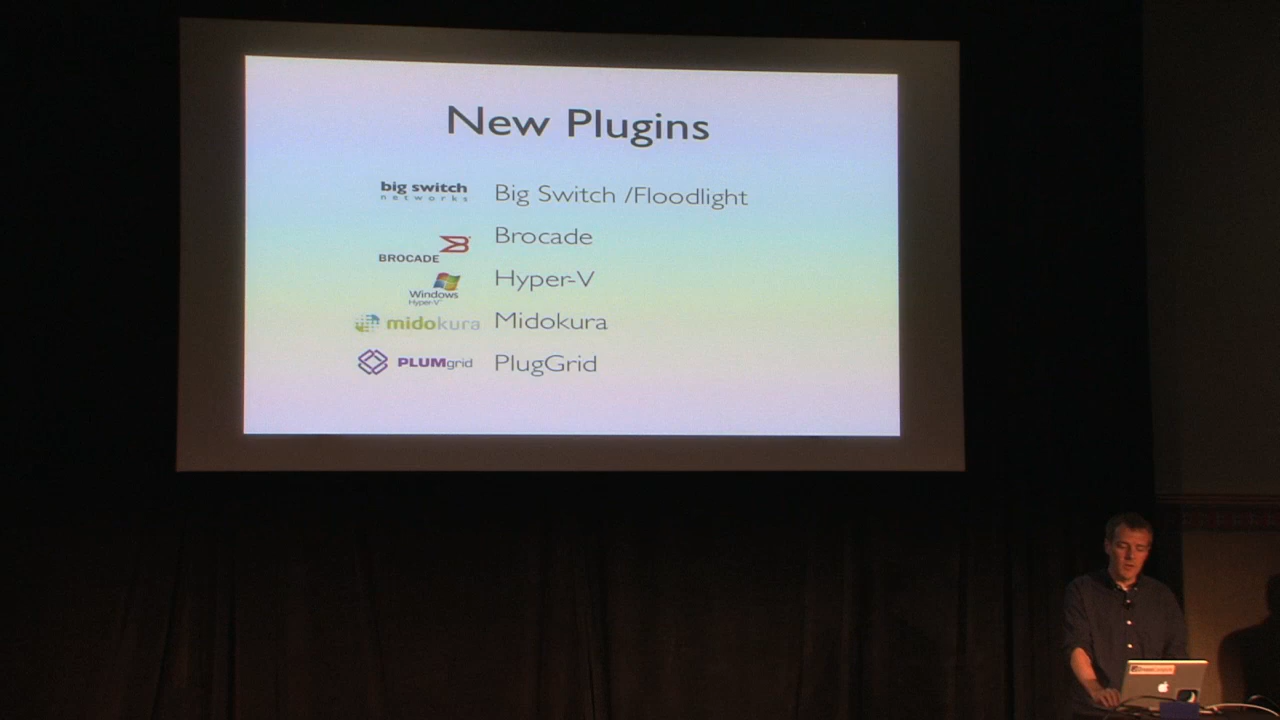 New Plugins
big switch
networks
Big Switch /Floodlight
BROCADE
Brocade
Windows
Hyper-V
Hyper-V
midokura
Midokura
PLUMgrid
PlugGrid